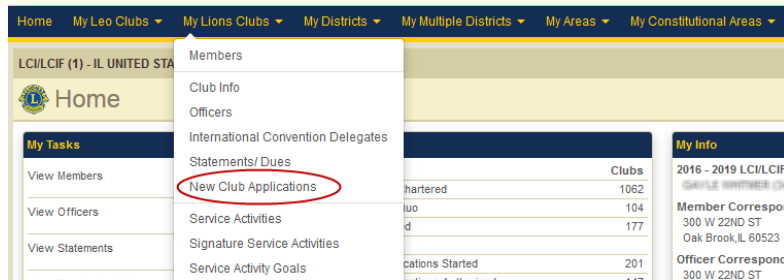 Home My Leo Clubs My Lions Clubs My Districts My Multiple Districts My Areas My Constitutional Areas
LCI/LCIF (1) - IL UNITED STA
Home
Members
Club Info
Officers
International Convention Delegates
Statements/ Dues
New Club Applications
Service Activities
Signature Service Activities
Service Activity Goals
My Tasks
View Members
View Officers
View Statements
Clubs
hartered 1062
uo 104
d 177
cations Started 201
My Info
2016 - 2019 LCI/LCIF
Member Correspo
300 W 22ND ST
Oak Brook,IL 60523
Officer Correspon
300 W 22ND ST